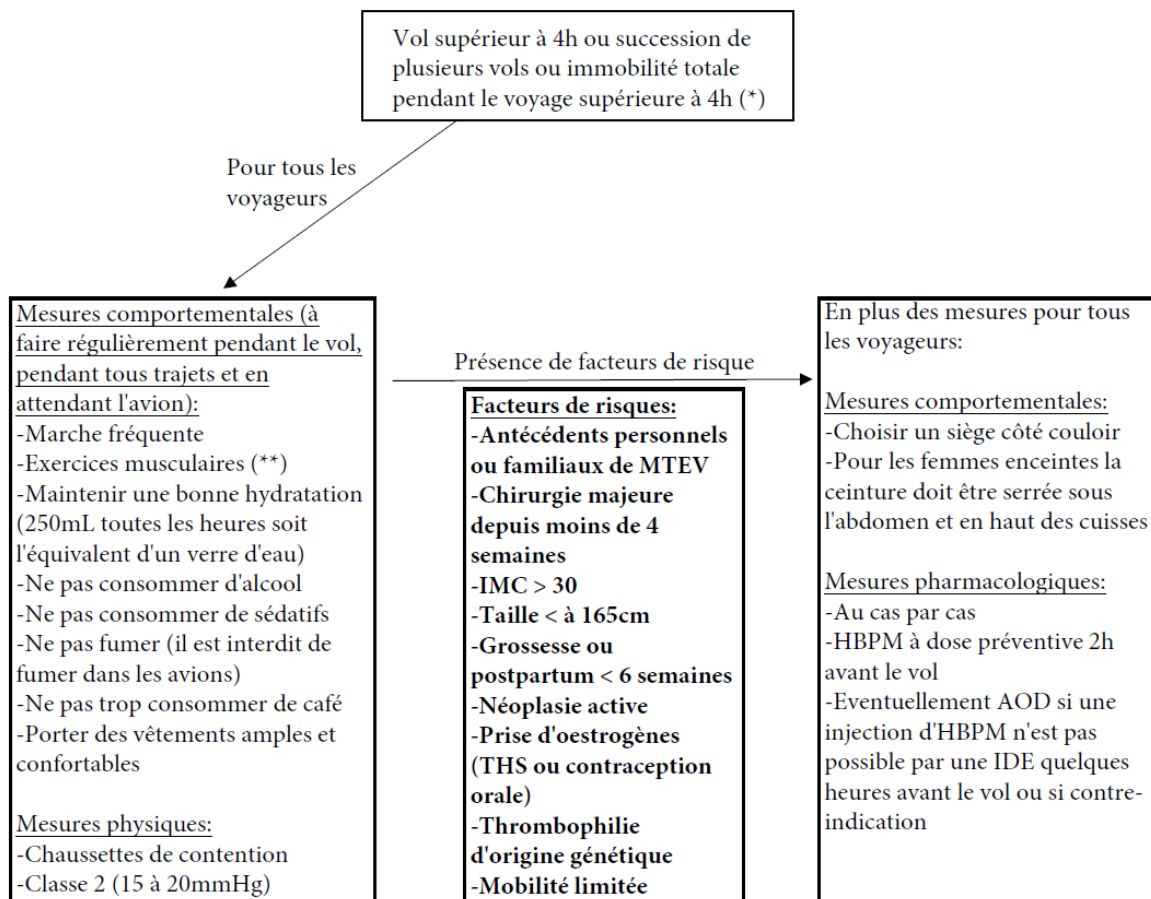 Vol supérieur à 4h ou succession de
plusieurs vols ou immobilité totale
pendant le voyage supérieure à 4h (*)
Pour tous les
voyageurs
Mesures comportementales (à
faire régulièrement pendant le vol,
pendant tous trajets et en
attendant l'avion):
-Marche fréquente
-Exercices musculaires (**)
-Maintenir une bonne hydratation
(250mL toutes les heures soit
l'équivalent d'un verre d'eau)
-Ne pas consommer d'alcool
-Ne pas consommer de sédatifs
-Ne pas fumer (il est interdit de
fumer dans les avions)
-Ne pas trop consommer de café
-Porter des vêtements amples et
confortables
Mesures physiques:
-Chaussettes de contention
-Classe 2 (15 à 20mmHg)
Présence de facteurs de risque
Facteurs de risques:
-Antécédents personnels
ou familiaux de MTEV
-Chirurgie majeure
depuis moins de 4
semaines
-IMC > 30
-Taille < à 165cm
-Grossesse ou
postpartum < 6 semaines
-Néoplasie active
-Prise d'oestrogènes
(THS ou contraception
orale)
-Thrombophilie
d'origine génétique
-Mobilité limitée
En plus des mesures pour tous
les voyageurs:
Mesures comportementales:
-Choisir un siège côté couloir
-Pour les femmes enceintes la
ceinture doit être serrée sous
l'abdomen et en haut des cuisses
Mesures pharmacologiques:
-Au cas par cas
-HBPM à dose préventive 2h
avant le vol
-Eventuellement AOD si une
injection d'HBPM n'est pas
possible par une IDE quelques
heures avant le vol ou si contre-
indication